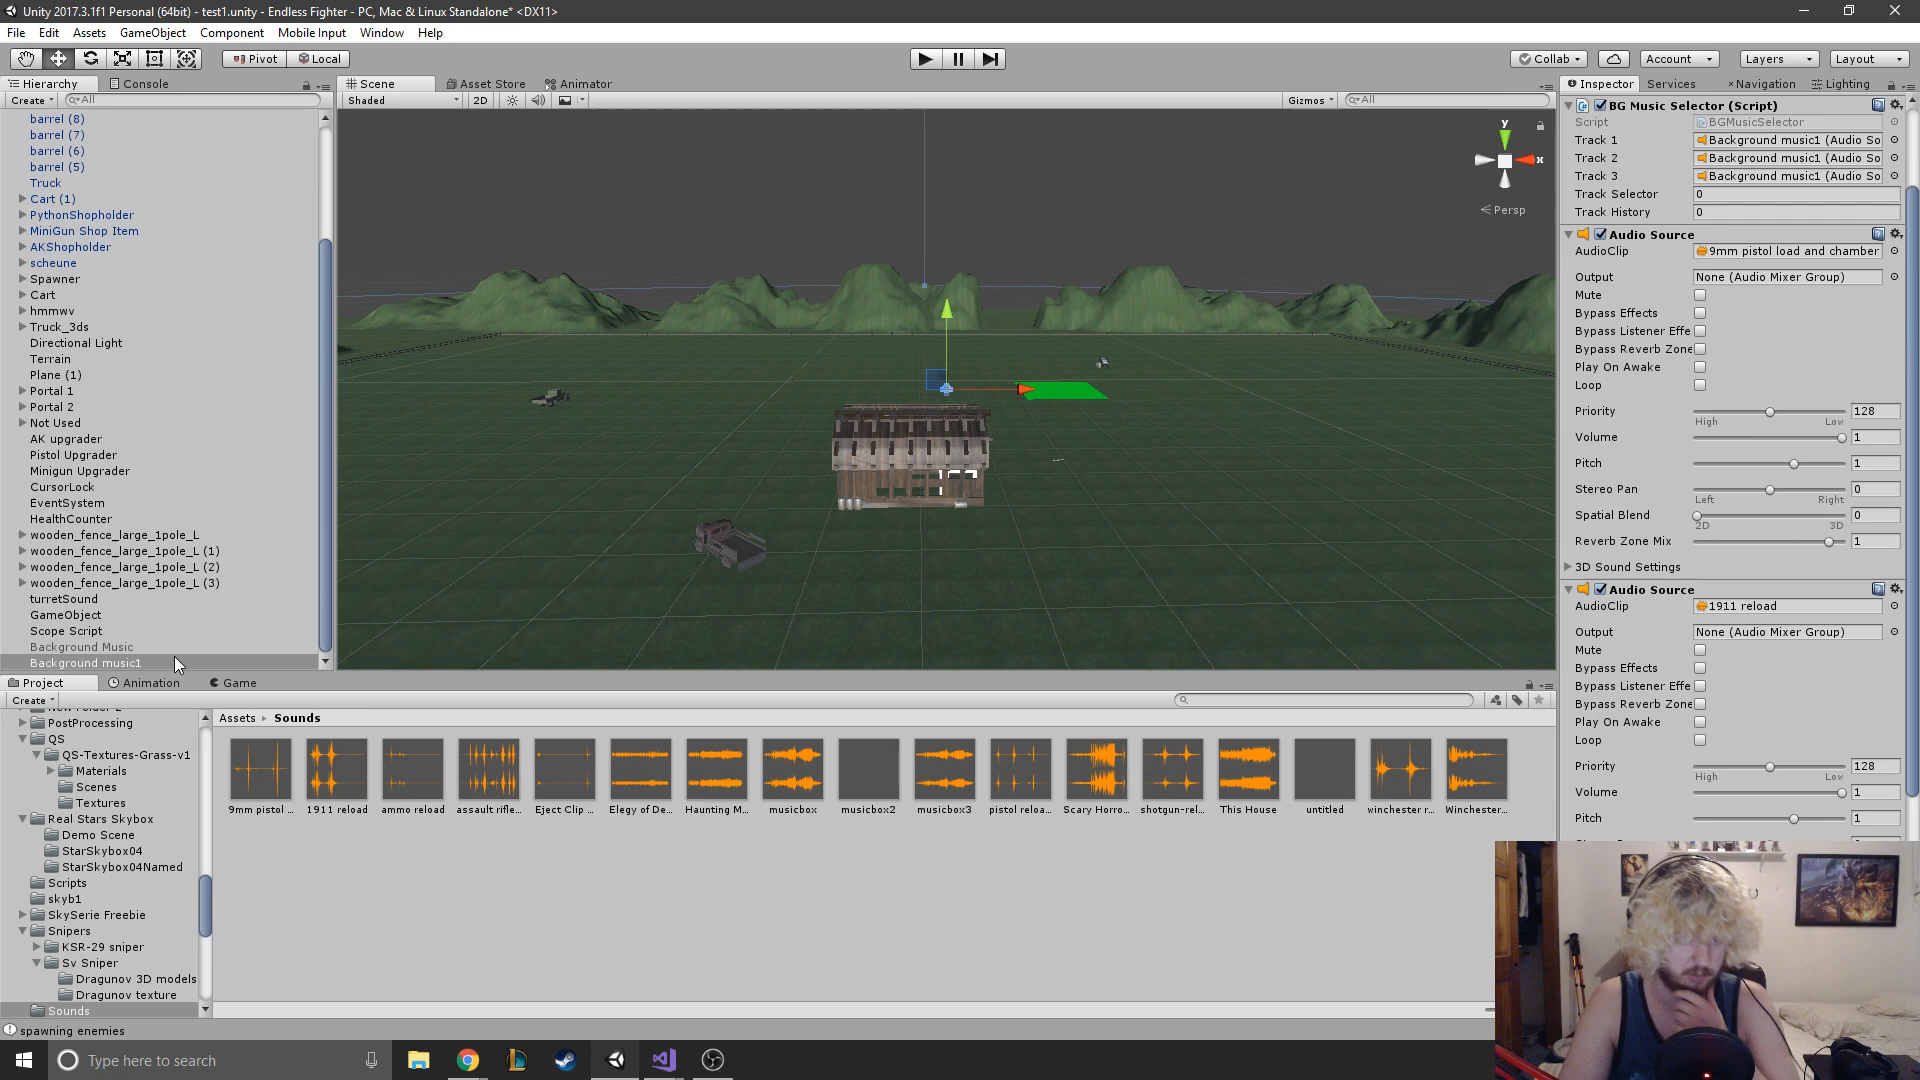 Unity 2017.3.1f1 Personal (64bit) - test1.unity - Endless Fighter - PC, Mac & Linux Standalone* <DX11>
File Edit Assets GameObject Component Mobile Input Window Help
Pivot Local Collab Account Layers Layout
Hierarchy Console
Create All
barrel (8)
barrel (7)
barrel (6)
barrel (5)
Truck
Cart (1)
PythonShopholder
MiniGun Shop Item
AKShopholder
scheune
Spawner
Cart
hmmwv
Truck_3ds
Directional Light
Terrain
Plane (1)
Portal 1
Portal 2
Not Used
AK upgrader
Pistol Upgrader
Minigun Upgrader
CursorLock
EventSystem
HealthCounter
wooden_fence_large_1pole_L
wooden_fence_large_1pole_L (1)
wooden_fence_large_1pole_L (2)
wooden_fence_large_1pole_L (3)
turretSound
GameObject
Scope Script
Background Music
Background music1
Scene Asset Store Animator
Shaded 2D Gizmos All
y
x
Persp
Inspector Services Navigation Lighting
BG Music Selector (Script)
Script BGMusicSelector
Track 1 Background music1 (Audio So
Track 2 Background music1 (Audio So
Track 3 Background music1 (Audio So
Track Selector 0
Track History 0
Audio Source
AudioClip 9mm pistol load and chamber
Output None (Audio Mixer Group)
Mute
Bypass Effects
Bypass Listener Effe
Bypass Reverb Zone
Play On Awake
Loop
Priority 128
High Low
Volume 1
Pitch 1
Stereo Pan 0
Left Right
Spatial Blend 0
2D 3D
Reverb Zone Mix 1
3D Sound Settings
Audio Source
AudioClip 1911 reload
Output None (Audio Mixer Group)
Mute
Bypass Effects
Bypass Listener Effe
Bypass Reverb Zone
Play On Awake
Loop
Priority 128
High Low
Volume 1
Pitch 1
Project Animation Game
Create
PostProcessing
QS
QS-Textures-Grass-v1
Materials
Scenes
Textures
Real Stars Skybox
Demo Scene
StarSkybox04
StarSkybox04Named
Scripts
skyb1
SkySerie Freebie
Snipers
KSR-29 sniper
Sv Sniper
Dragunov 3D models
Dragunov texture
Sounds
Assets Sounds
9mm pistol ... 1911 reload ammo reload assault rifle... Eject Clip ... Elegy of De... Haunting M... musicbox musicbox2 musicbox3 pistol reloa... Scary Horro... shotgun-rel... This House untitled winchester r... Winchester...
spawning enemies
Type here to search